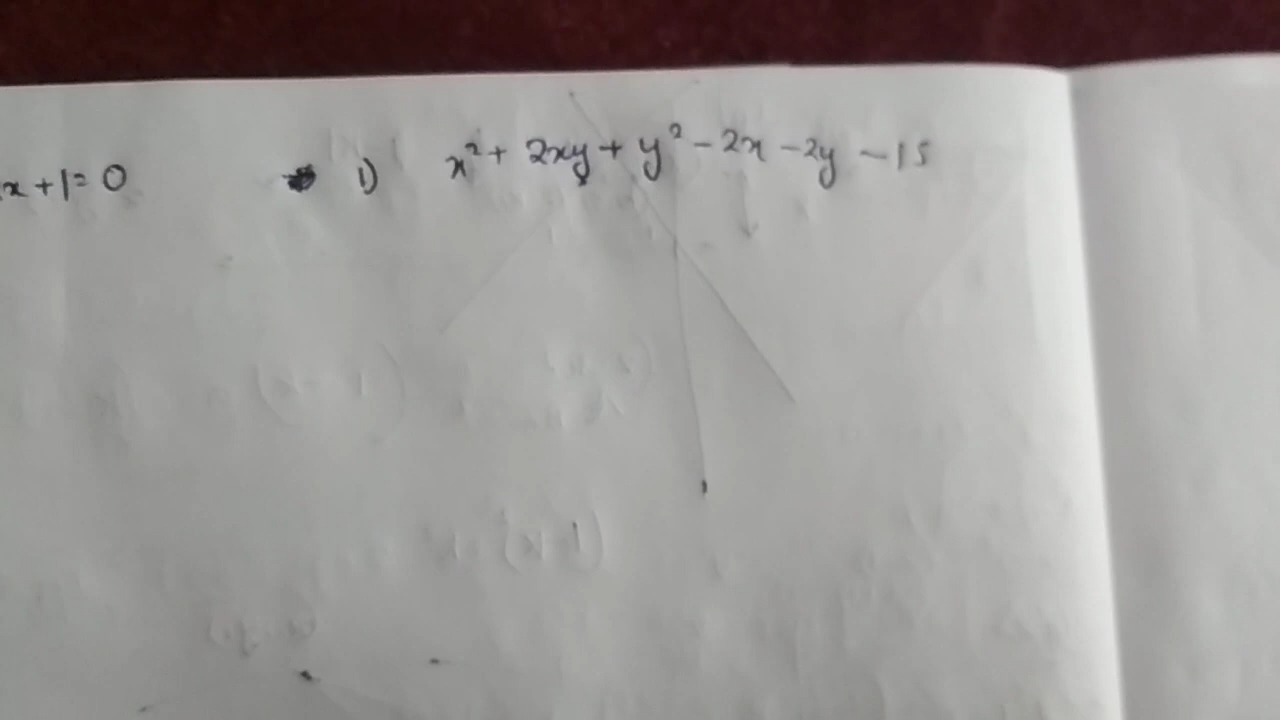 x + 1 = 0
1) x² + 2xy + y² - 2x - 2y - 15